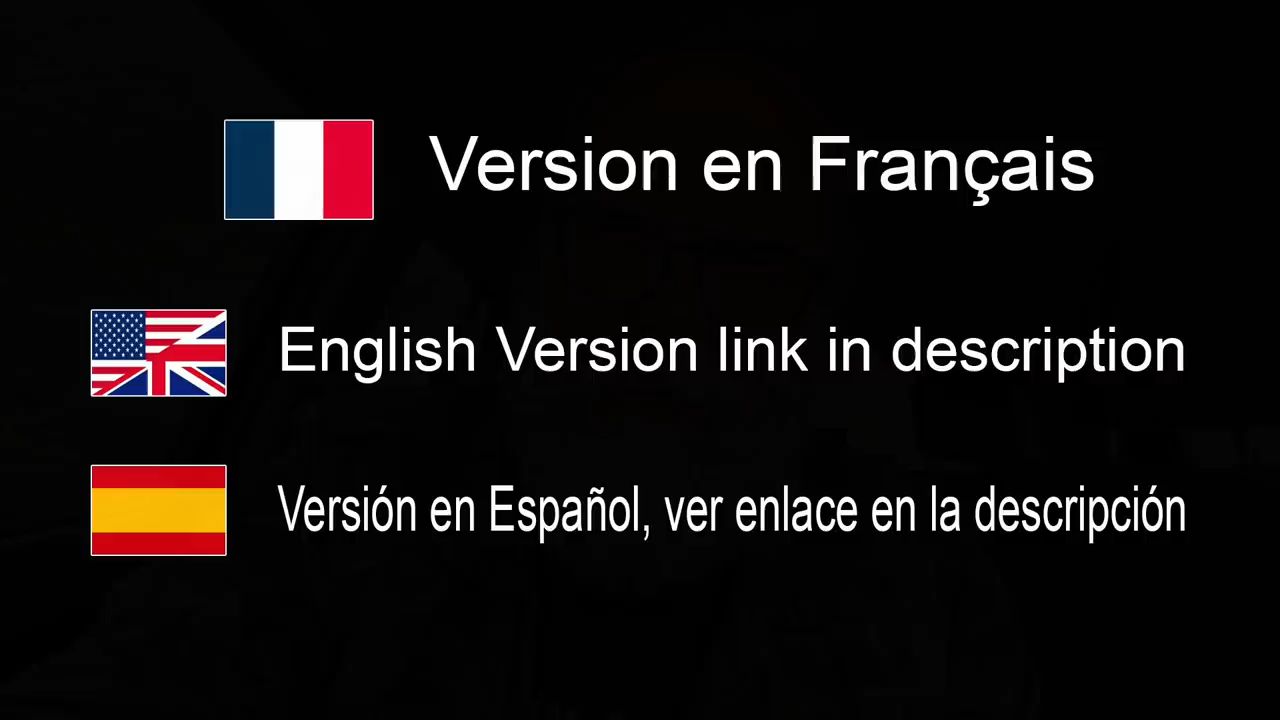 Version en Français
English Version link in description
Versión en Español, ver enlace en la descripción